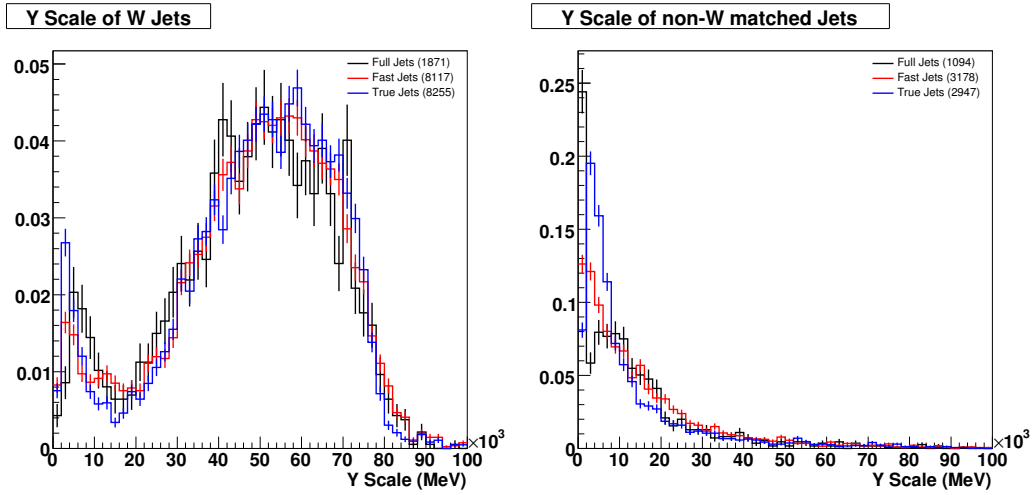 Y Scale of W Jets
Full Jets (1871)
Fast Jets (8117)
True Jets (8255)
0.05
0.04
0.03
0.02
0.01
0
0 10 20 30 40 50 60 70 80 90 100
×10³
Y Scale (MeV)
Y Scale of non-W matched Jets
Full Jets (1094)
Fast Jets (3178)
True Jets (2947)
0.25
0.2
0.15
0.1
0.05
0
0 10 20 30 40 50 60 70 80 90 100
×10³
Y Scale (MeV)